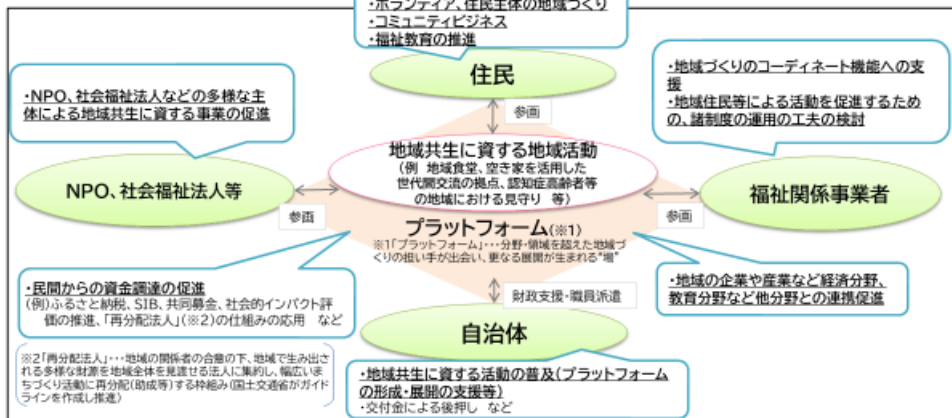 ・ボランティア、住民主体の地域づくり
・コミュニティビジネス
・福祉教育の推進
住民
・NPO、社会福祉法人などの多様な主
体による地域共生に資する事業の促進
・地域づくりのコーディネート機能への支
援
・地域住民等による活動を促進するため
の、諸制度の運用の工夫の検討
参画
地域共生に資する地域活動
(例 地域食堂、空き家を活用した
世代間交流の拠点、認知症高齢者等
の地域における見守り 等)
NPO、社会福祉法人等
福祉関係事業者
参画
参画
プラットフォーム(※1)
※1「プラットフォーム」・・・分野・領域を超えた地域づ
くりの担い手が出会い、更なる展開が生まれる"場"
・民間からの資金調達の促進
(例)ふるさと納税、SIB、共同募金、社会的インパクト評
価の推進、「再分配法人」(※2)の仕組みの応用 など
・地域の企業や産業など経済分野、
教育分野など他分野との連携促進
財政支援・職員派遣
自治体
※2「再分配法人」・・・地域の関係者の合意の下、地域で生み出さ
れる多様な財源を地域全体を見渡せる法人に集約し、幅広いま
ちづくり活動に再分配(助成等)する枠組み(国土交通省がガイド
ラインを作成し推進)
・地域共生に資する活動の普及(プラットフォーム
の形成・展開の支援等)
・交付金による後押し など